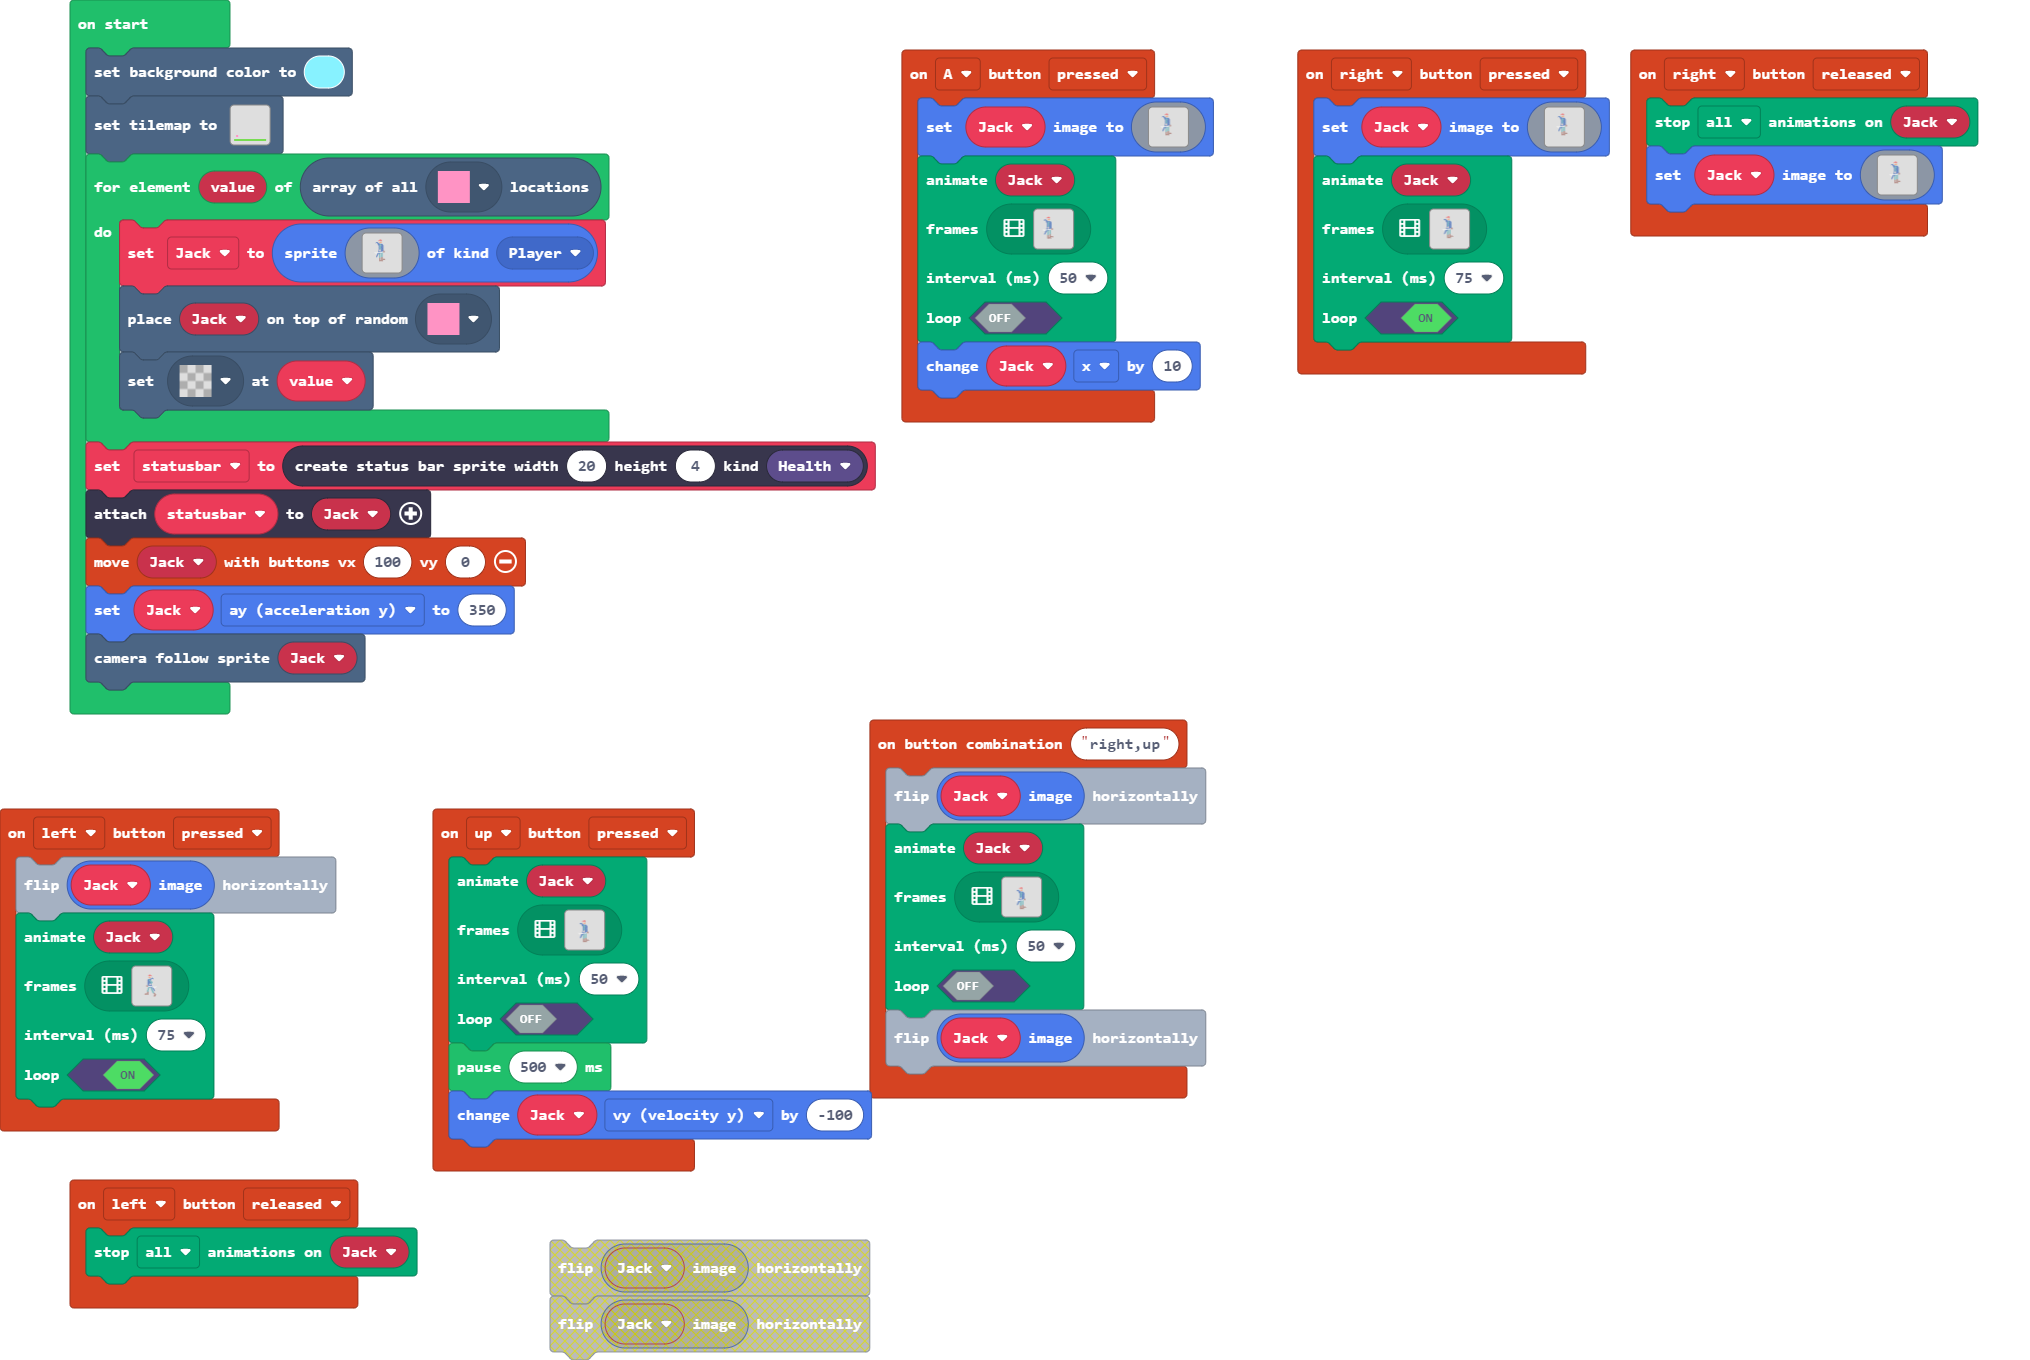 on start
set background color to
set tilemap to
for element value of array of all locations
do
set Jack to sprite of kind Player
place Jack on top of random
set at value
set statusbar to create status bar sprite width 20 height 4 kind Health
attach statusbar to Jack
move Jack with buttons vx 100 vy 0
set Jack ay (acceleration y) to 350
camera follow sprite Jack
on A button pressed
set Jack image to
animate Jack
frames
interval (ms) 50
loop OFF
change Jack x by 10
on right button pressed
set Jack image to
animate Jack
frames
interval (ms) 75
loop ON
on right button released
stop all animations on Jack
set Jack image to
on left button pressed
flip Jack image horizontally
animate Jack
frames
interval (ms) 75
loop ON
on up button pressed
animate Jack
frames
interval (ms) 50
loop OFF
pause 500 ms
change Jack vy (velocity y) by -100
on button combination "right,up"
flip Jack image horizontally
animate Jack
frames
interval (ms) 50
loop OFF
flip Jack image horizontally
on left button released
stop all animations on Jack
flip Jack image horizontally
flip Jack image horizontally